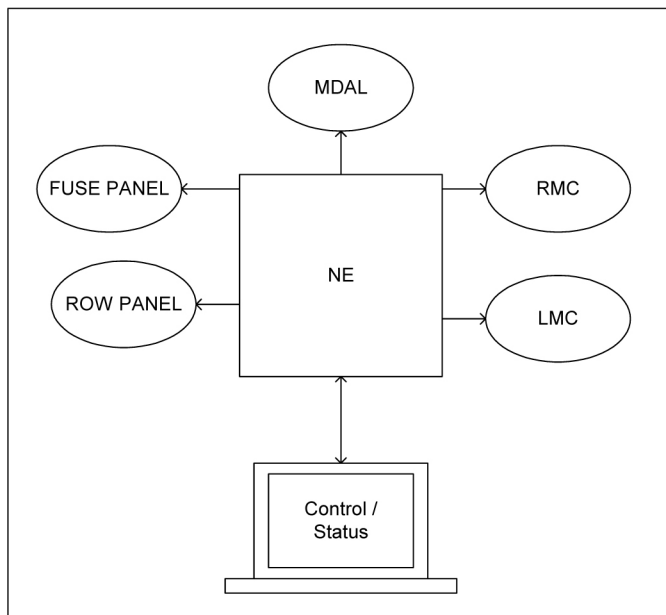 MDAL
FUSE PANEL
RMC
NE
ROW PANEL
LMC
Control /
Status